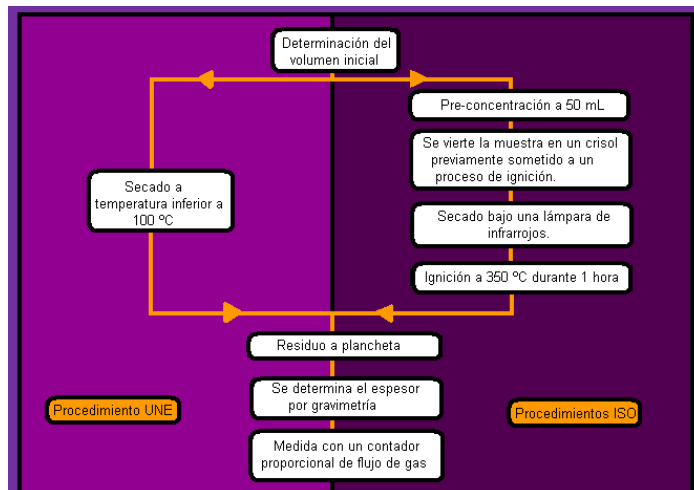 Determinación del
volumen inicial
Pre-concentración a 50 mL
Se vierte la muestra en un crisol
previamente sometido a un
proceso de ignición.
Secado a
temperatura inferior a
100 ºC
Secado bajo una lámpara de
infrarrojos.
Ignición a 350 ºC durante 1 hora
Residuo a plancheta
Se determina el espesor
por gravimetría
Procedimiento UNE
Procedimientos ISO
Medida con un contador
proporcional de flujo de gas